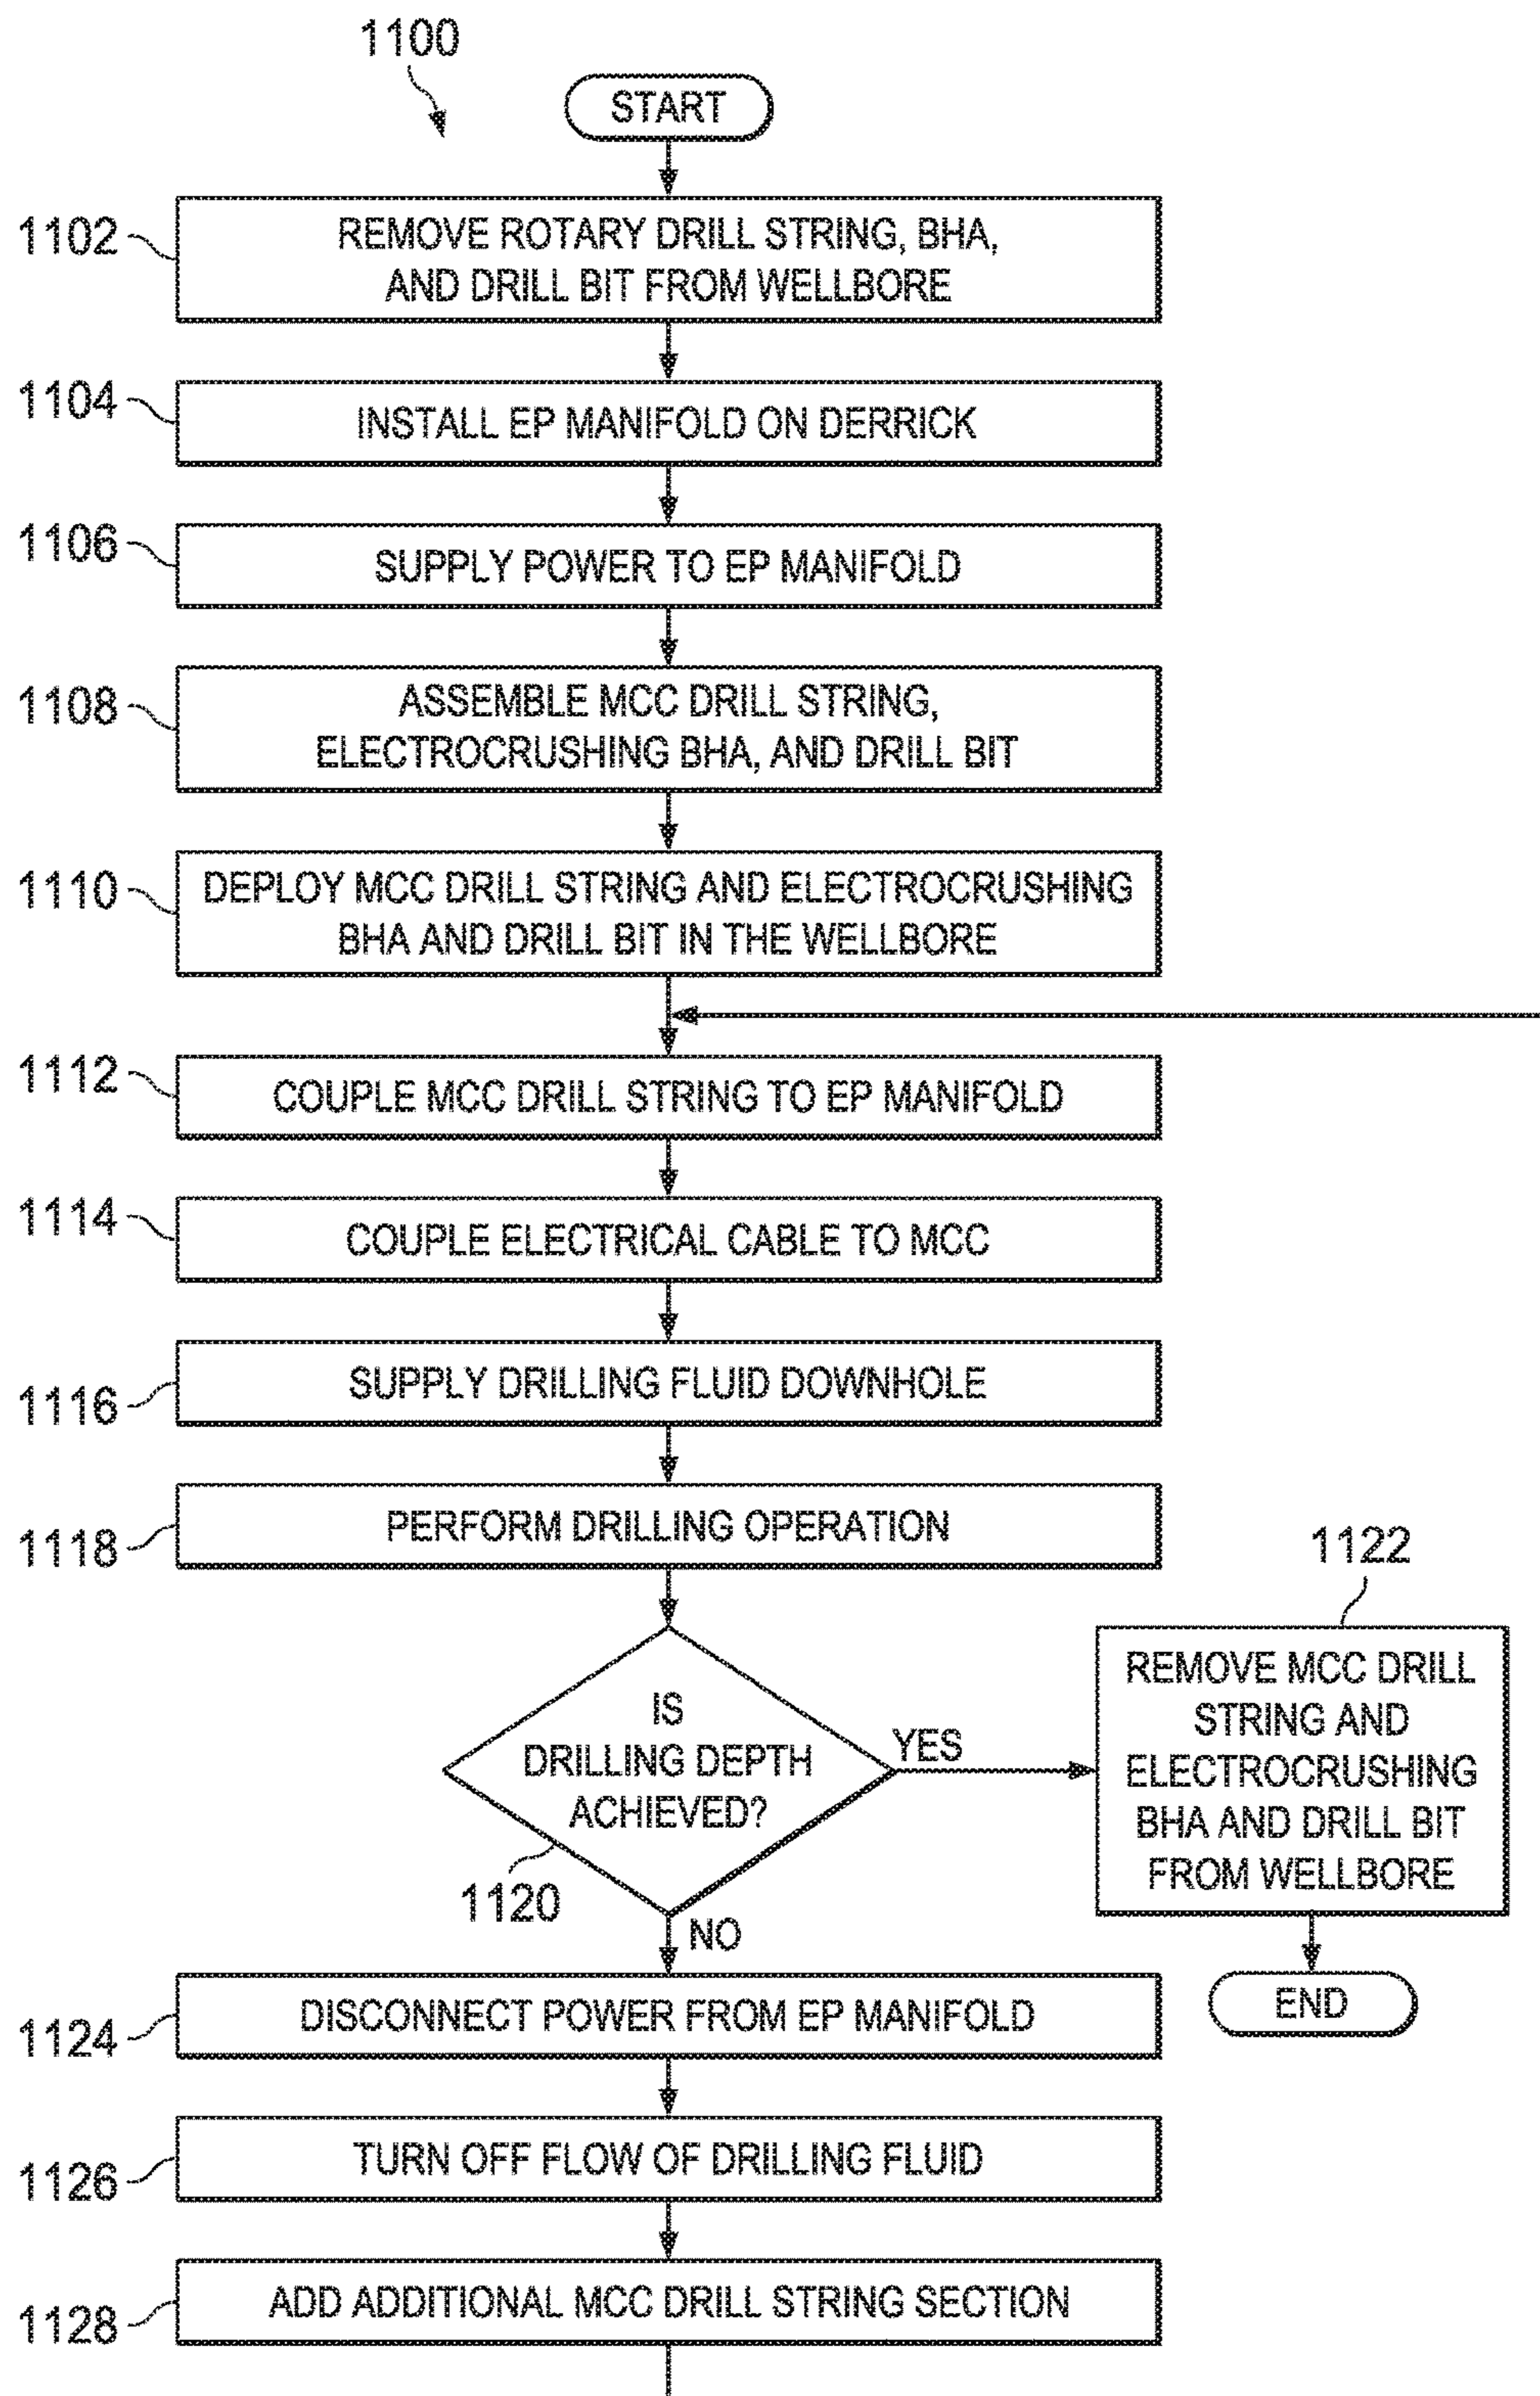 1100
START
1102
REMOVE ROTARY DRILL STRING, BHA,
AND DRILL BIT FROM WELLBORE
1104
INSTALL EP MANIFOLD ON DERRICK
1106
SUPPLY POWER TO EP MANIFOLD
1108
ASSEMBLE MCC DRILL STRING,
ELECTROCRUSHING BHA, AND DRILL BIT
1110
DEPLOY MCC DRILL STRING AND ELECTROCRUSHING
BHA AND DRILL BIT IN THE WELLBORE
1112
COUPLE MCC DRILL STRING TO EP MANIFOLD
1114
COUPLE ELECTRICAL CABLE TO MCC
1116
SUPPLY DRILLING FLUID DOWNHOLE
1118
PERFORM DRILLING OPERATION
IS
DRILLING DEPTH
ACHIEVED?
1120
YES
1122
REMOVE MCC DRILL
STRING AND
ELECTROCRUSHING
BHA AND DRILL BIT
FROM WELLBORE
END
NO
1124
DISCONNECT POWER FROM EP MANIFOLD
1126
TURN OFF FLOW OF DRILLING FLUID
1128
ADD ADDITIONAL MCC DRILL STRING SECTION